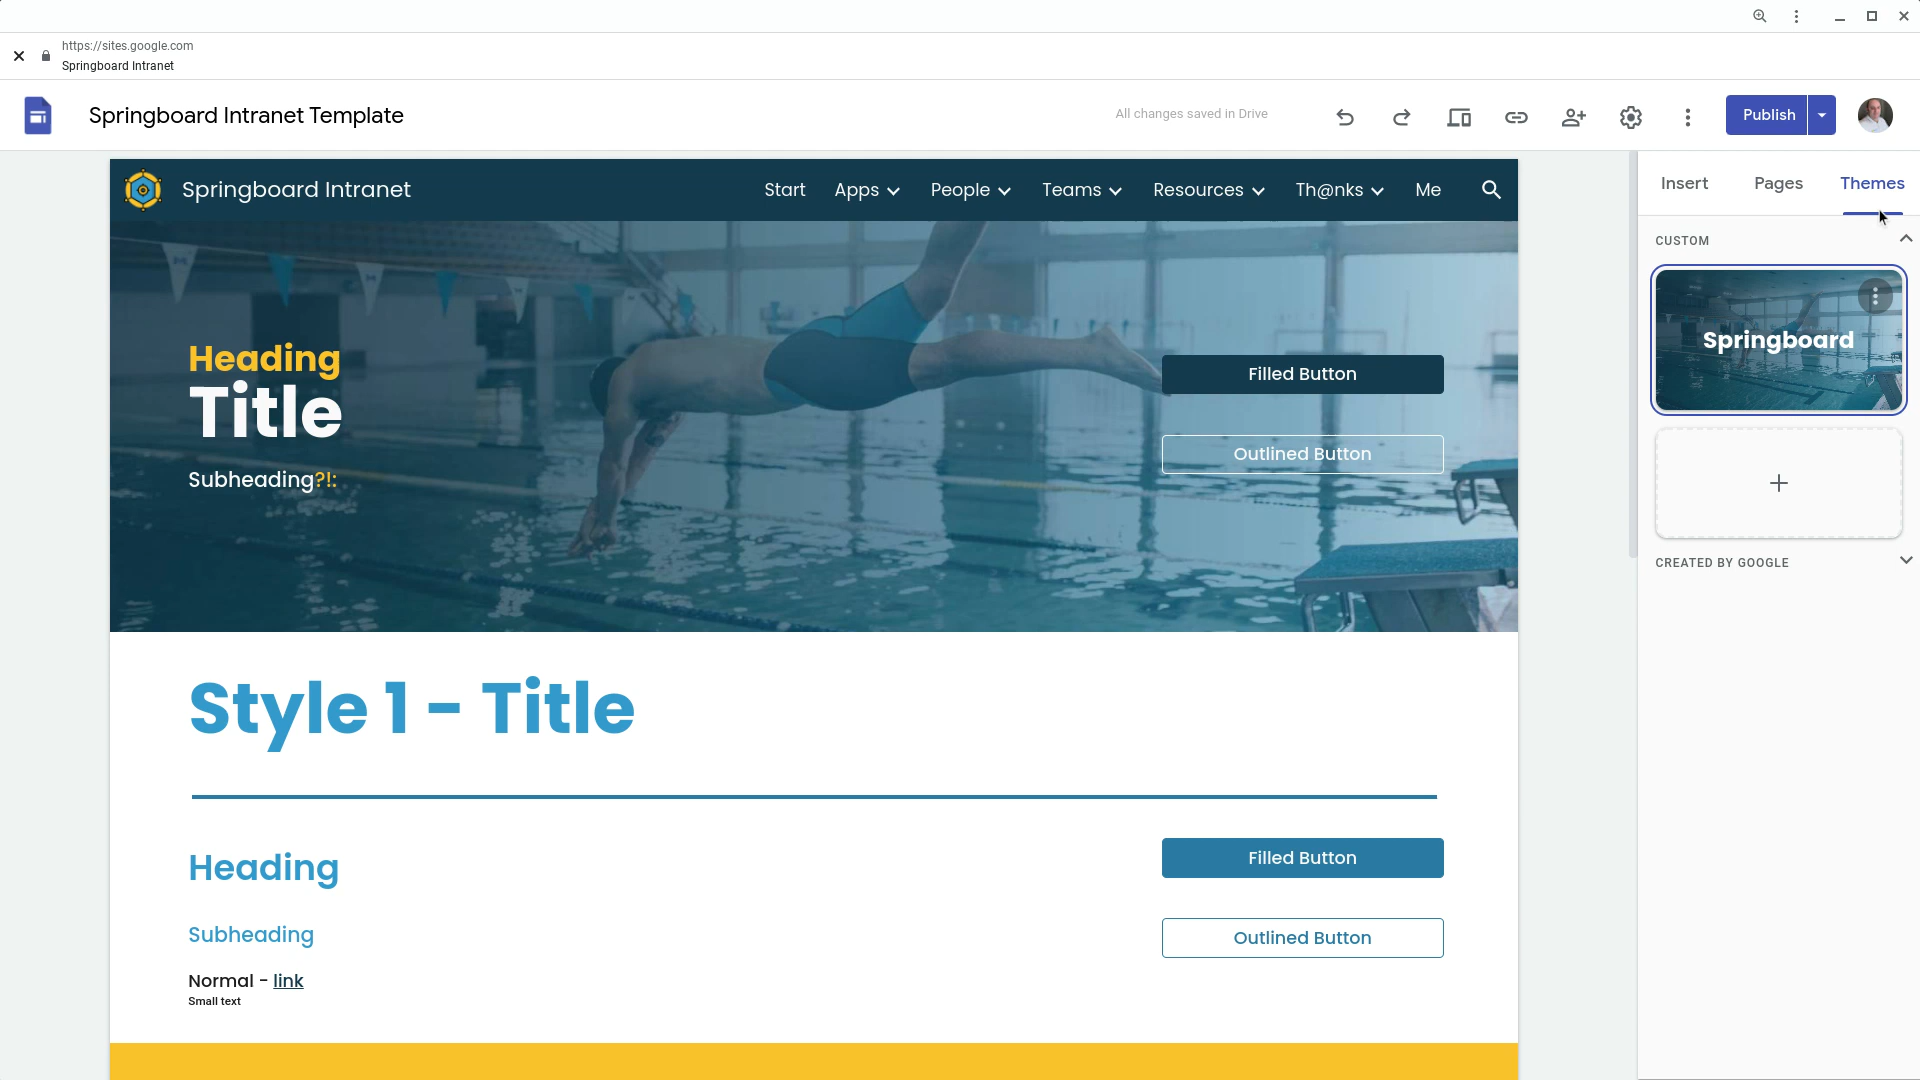 https://sites.google.com
Springboard Intranet
Springboard Intranet Template
All changes saved in Drive
Publish
Springboard Intranet
Start
Apps
People
Teams
Resources
Th@nks
Me
Insert
Pages
Themes
CUSTOM
Springboard
+
CREATED BY GOOGLE
Heading
Title
Subheading?!:
Filled Button
Outlined Button
Style 1 - Title
Heading
Subheading
Normal - link
Small text
Filled Button
Outlined Button